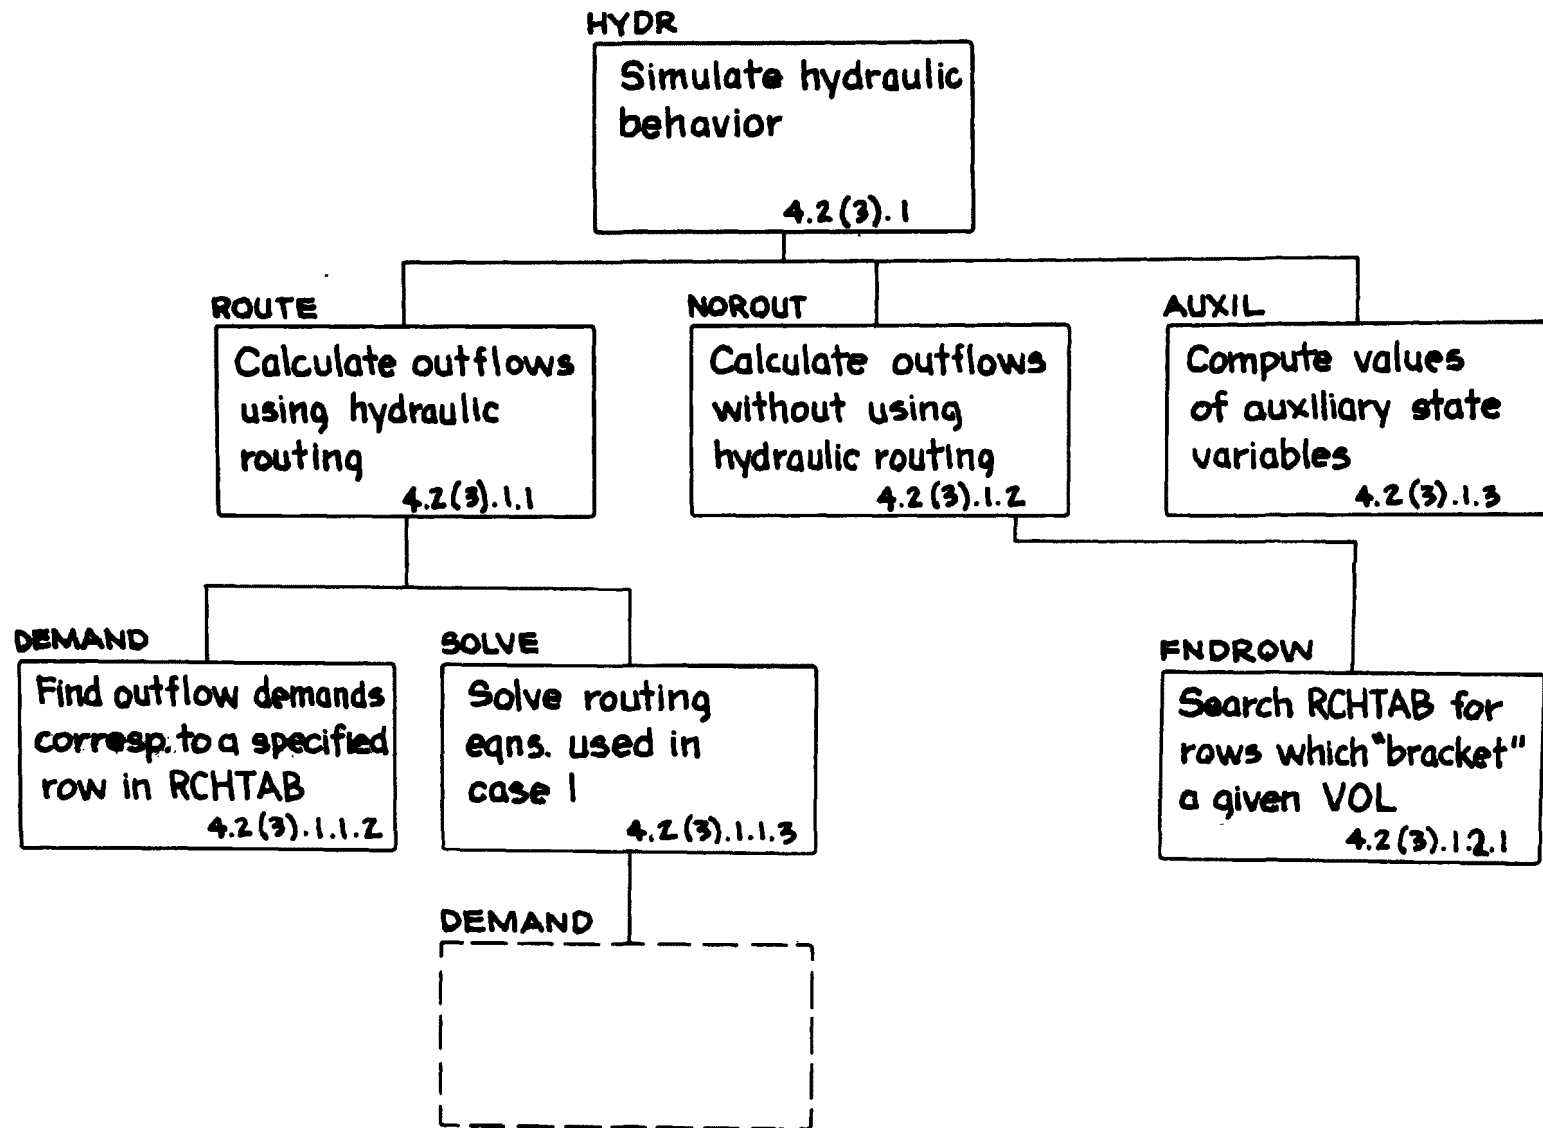 HYDR
Simulate hydraulic
behavior
4.2(3).1
ROUTE
Calculate outflows
using hydraulic
routing
4.2(3).1.1
NOROUT
Calculate outflows
without using
hydraulic routing
4.2(3).1.2
AUXIL
Compute values
of auxiliary state
variables
4.2(3).1.3
DEMAND
Find outflow demands
corresp. to a specified
row in RCHTAB
4.2(3).1.1.2
SOLVE
Solve routing
eqns. used in
case 1
4.2(3).1.1.3
FNDROW
Search RCHTAB for
rows which "bracket"
a given VOL
4.2(3).1.2.1
DEMAND